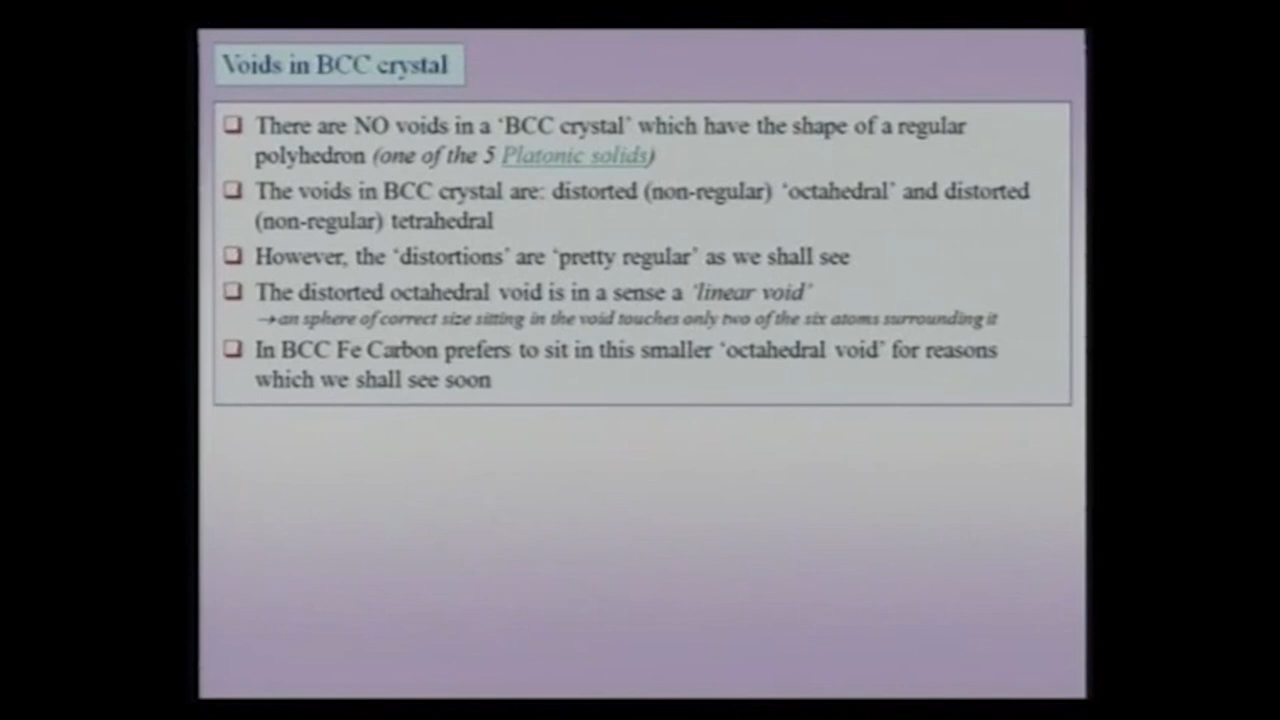 Voids in BCC crystal
There are NO voids in a ‘BCC crystal’ which have the shape of a regular
polyhedron (one of the 5 Platonic solids)
The voids in BCC crystal are: distorted (non-regular) ‘octahedral’ and distorted
(non-regular) tetrahedral
However, the ‘distortions’ are ‘pretty regular’ as we shall see
The distorted octahedral void is in a sense a ‘linear void’
→an sphere of correct size sitting in the void touches only two of the six atoms surrounding it
In BCC Fe Carbon prefers to sit in this smaller ‘octahedral void’ for reasons
which we shall see soon